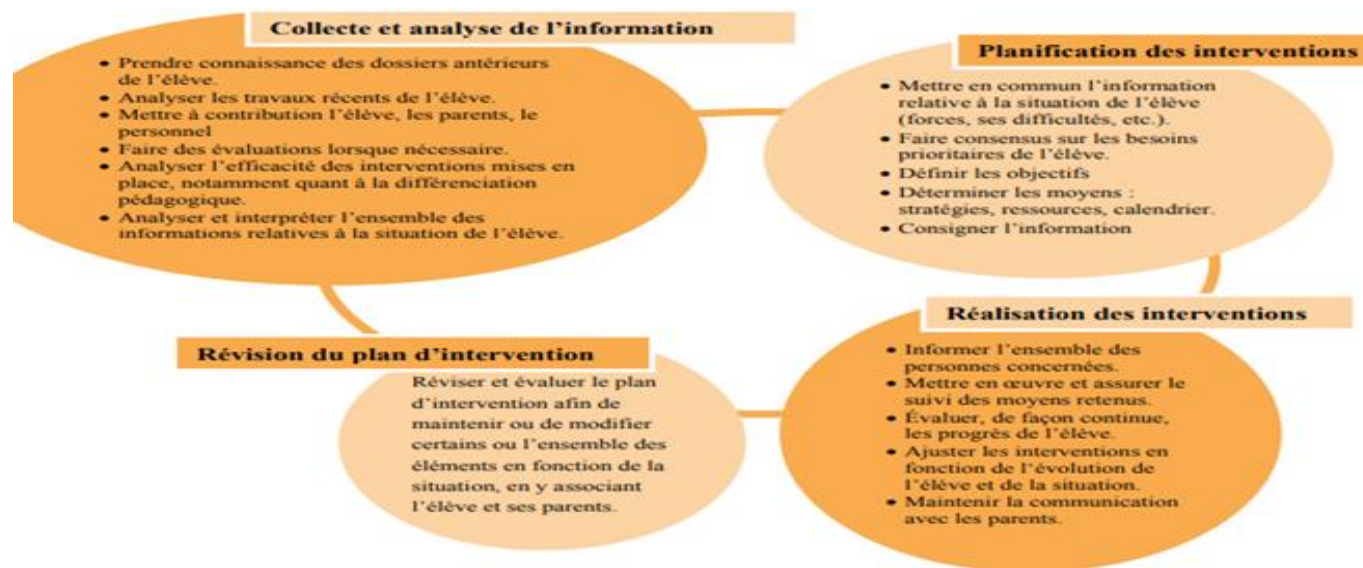 Collecte et analyse de l'information
• Prendre connaissance des dossiers antérieurs
de l'élève.
• Analyser les travaux récents de l'élève.
• Mettre à contribution l'élève, les parents, le
personnel
• Faire des évaluations lorsque nécessaire.
• Analyser l'efficacité des interventions mises en
place, notamment quant à la différenciation
pédagogique.
• Analyser et interpréter l'ensemble des
informations relatives à la situation de l'élève.
Planification des interventions
• Mettre en commun l'information
relative à la situation de l'élève
(forces, ses difficultés, etc.).
• Faire consensus sur les besoins
prioritaires de l'élève.
• Définir les objectifs
• Déterminer les moyens :
stratégies, ressources, calendrier.
• Consigner l'information
Réalisation des interventions
• Informer l'ensemble des
personnes concernées.
• Mettre en œuvre et assurer le
suivi des moyens retenus.
• Évaluer, de façon continue,
les progrès de l'élève.
• Ajuster les interventions en
fonction de l'évolution de
l'élève et de la situation.
• Maintenir la communication
avec les parents.
Révision du plan d'intervention
Réviser et évaluer le plan
d'intervention afin de
maintenir ou de modifier
certains ou l'ensemble des
éléments en fonction de la
situation, en y associant
l'élève et ses parents.